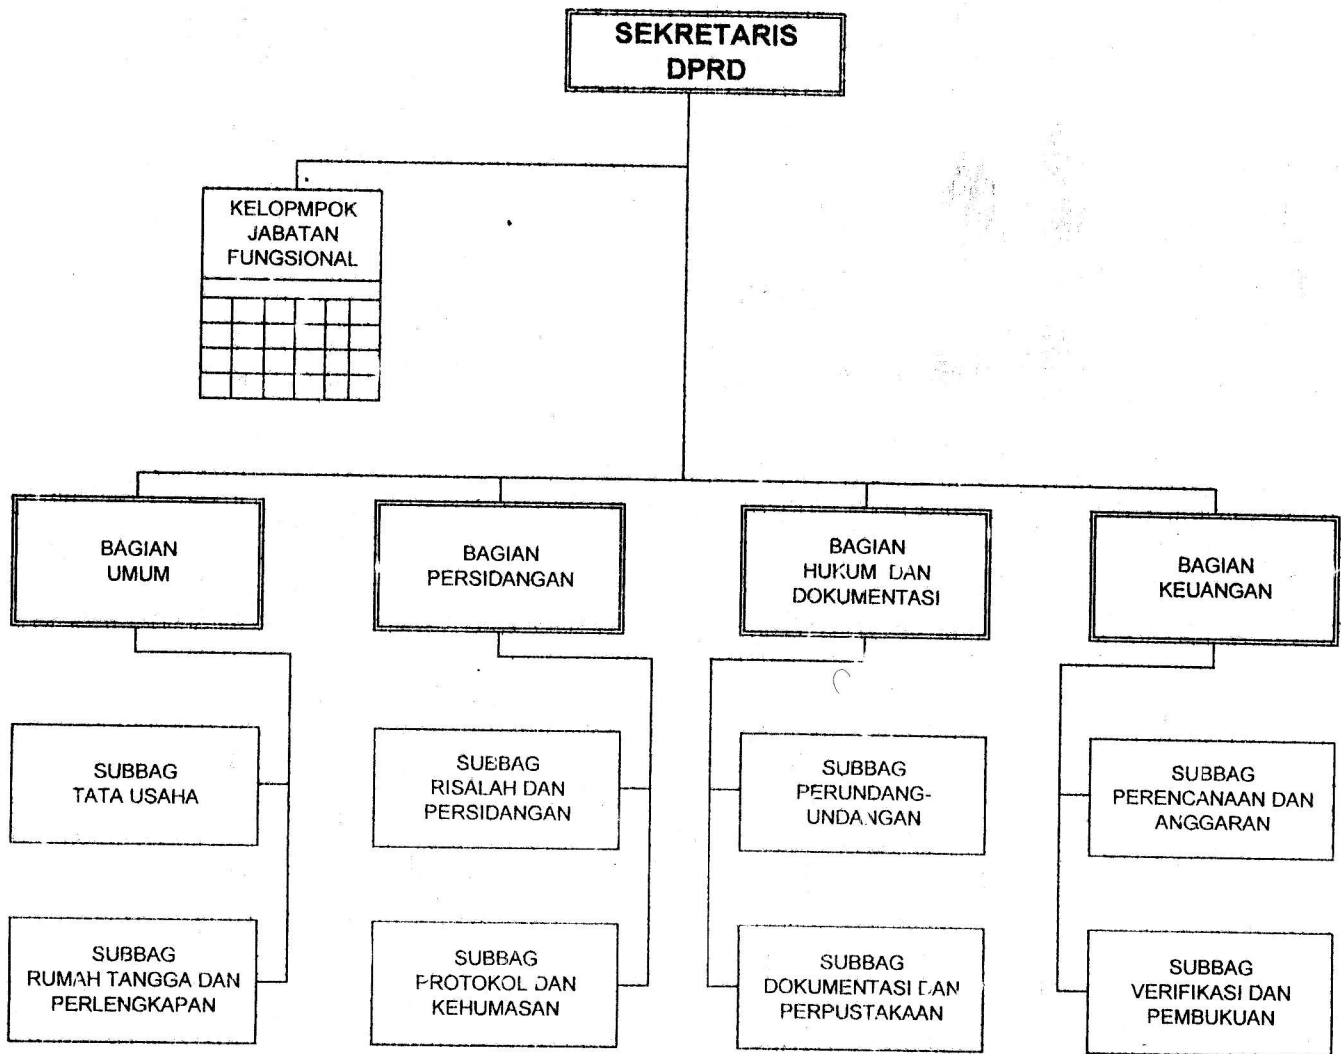 SEKRETARIS
DPRD
KELOPMPOK
JABATAN
FUNGSIONAL
BAGIAN
UMUM
BAGIAN
PERSIDANGAN
BAGIAN
HUKUM DAN
DOKUMENTASI
BAGIAN
KEUANGAN
SUBBAG
TATA USAHA
SUBBAG
RISALAH DAN
PERSIDANGAN
SUBBAG
PERUNDANG-
UNDANGAN
SUBBAG
PERENCANAAN DAN
ANGGARAN
SUBBAG
RUMAH TANGGA DAN
PERLENGKAPAN
SUBBAG
PROTOKOL DAN
KEHUMASAN
SUBBAG
DOKUMENTASI DAN
PERPUSTAKAAN
SUBBAG
VERIFIKASI DAN
PEMBUKUAN